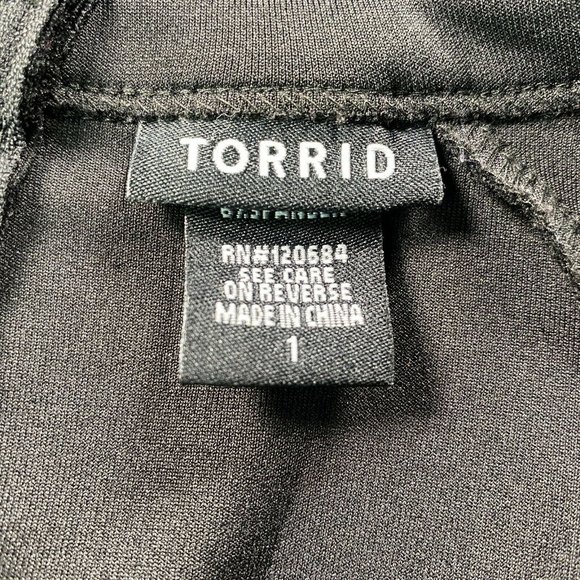 TORRID
RN#120684
SEE CARE
ON REVERSE
MADE IN CHINA
1